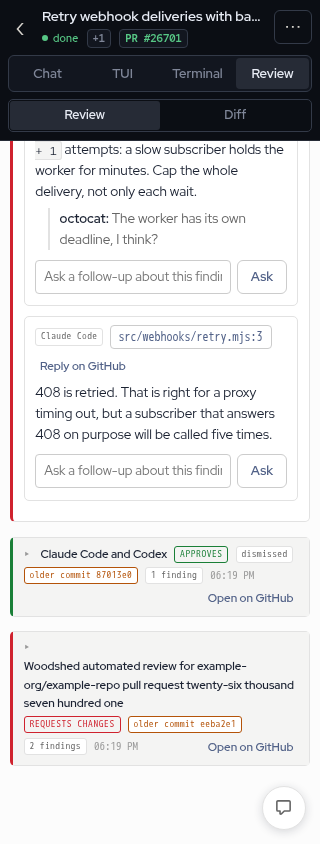 Retry webhook deliveries with ba...
done +1 PR #26701
Chat TUI Terminal Review
Review Diff
+ 1 attempts: a slow subscriber holds the
worker for minutes. Cap the whole
delivery, not only each wait.
octocat: The worker has its own
deadline, I think?
Ask a follow-up about this findin Ask
Claude Code src/webhooks/retry.mjs:3
Reply on GitHub
408 is retried. That is right for a proxy
timing out, but a subscriber that answers
408 on purpose will be called five times.
Ask a follow-up about this findin Ask
Claude Code and Codex APPROVES dismissed
older commit 87013e0 1 finding 06:19 PM
Open on GitHub
Woodshed automated review for example-
org/example-repo pull request twenty-six thousand
seven hundred one
REQUESTS CHANGES older commit eeba2e1
2 findings 06:19 PM Open on GitHub